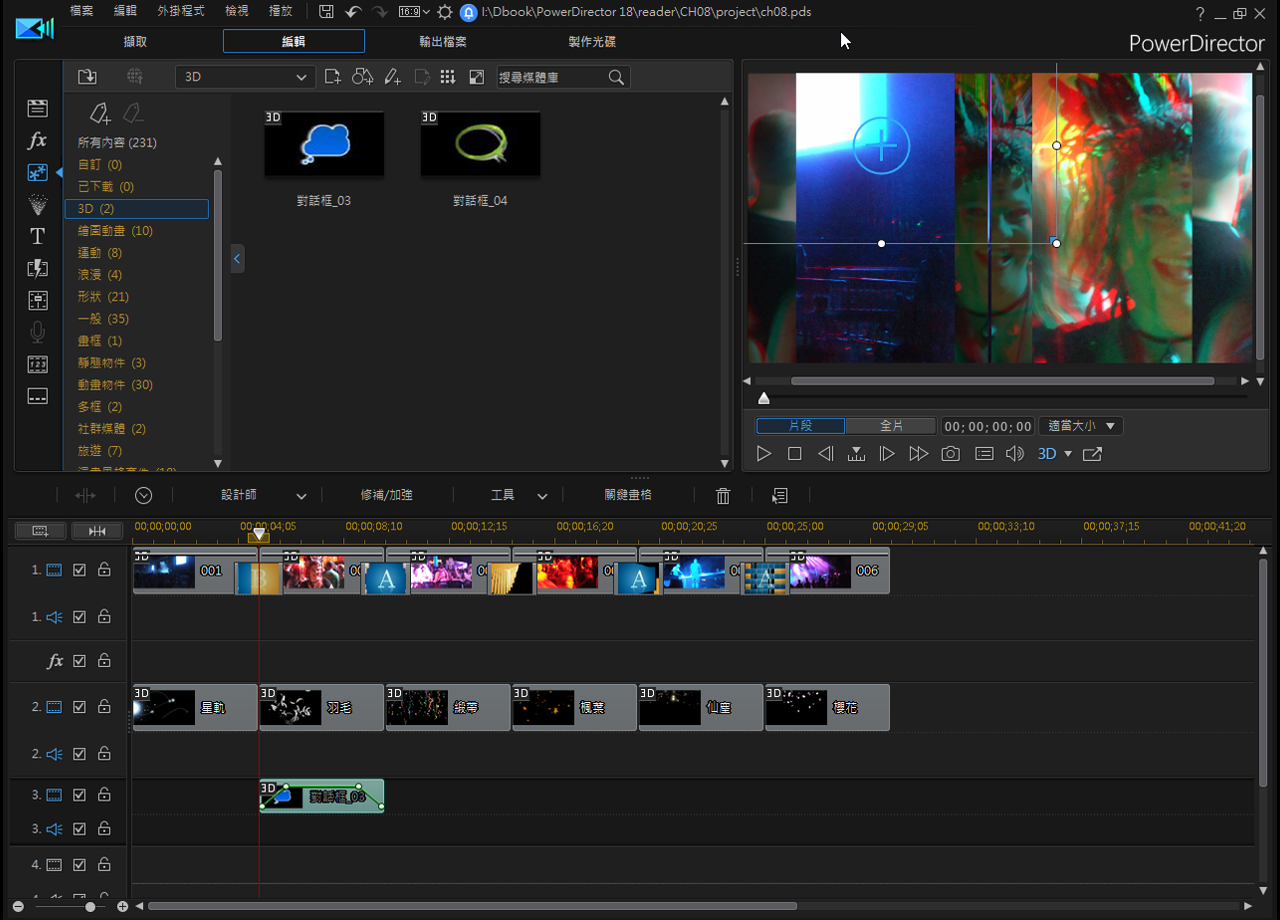 檔案 編輯 外掛程式 檢視 播放 16:9 I:\Dbook\PowerDirector 18\reader\CH08\project\ch08.pds ?
擷取 編輯 輸出檔案 製作光碟
PowerDirector
3D 搜尋媒體庫
所有內容 (231)
自訂 (0)
已下載 (0)
3D (2)
繪圖動畫 (10)
運動 (8)
浪漫 (4)
形狀 (21)
一般 (35)
畫框 (1)
靜態物件 (3)
動畫物件 (30)
多框 (2)
社群媒體 (2)
旅遊 (7)
3D 3D
對話框_03 對話框_04
fx
T
片段 全片 00; 00; 00; 00 適當大小
3D
設計師 修補/加強 工具 關鍵畫格
00;00;00;00 00;00;04;05 00;00;08;10 00;00;12;15 00;00;16;20 00;00;20;25 00;00;25;00 00;00;29;05 00;00;33;10 00;00;37;15 00;00;41;20
1. 3D 001 B 3D A 3D 3D A 3D A 3D 006
1.
fx
2. 3D 星軌 3D 羽毛 3D 緞帶 3D 楓葉 3D 仙塵 3D 櫻花
2.
3. 3D 對話框_03
3.
4.